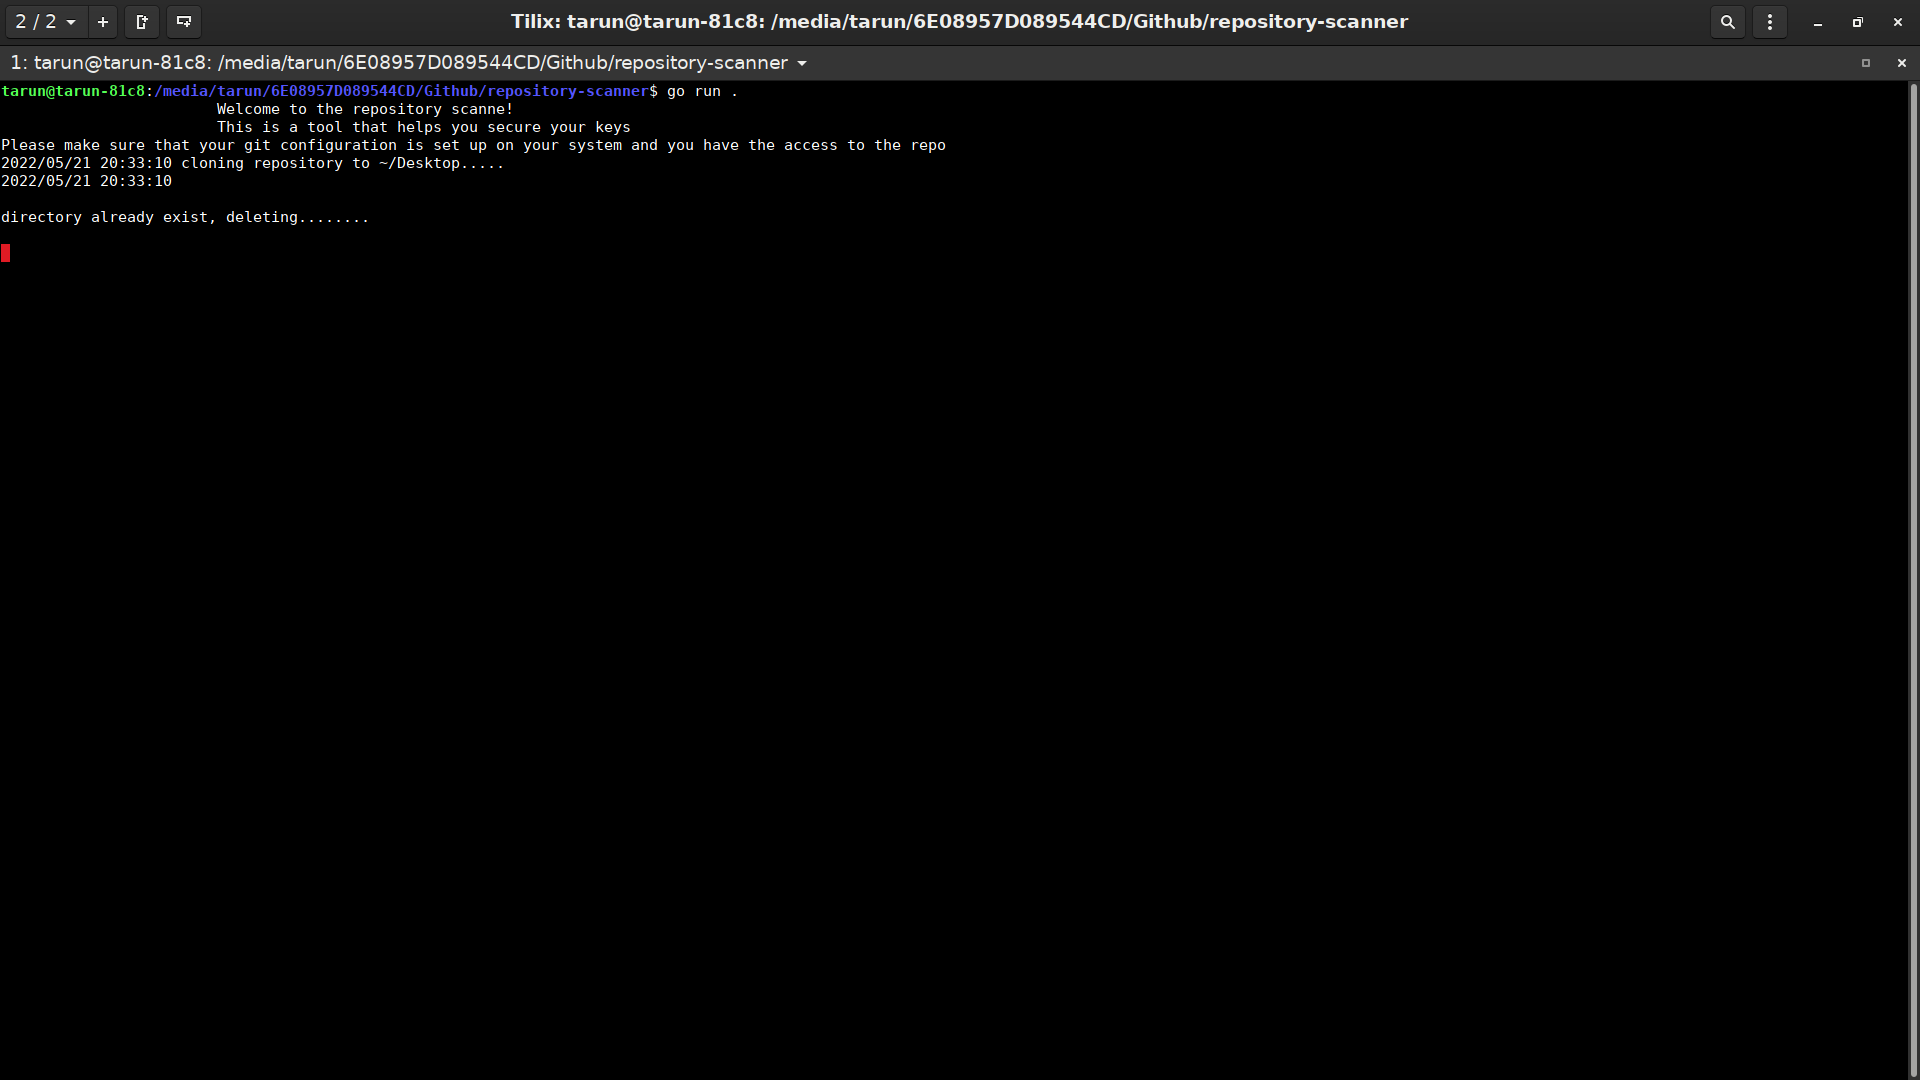 2 / 2
Tilix: tarun@tarun-81c8: /media/tarun/6E08957D089544CD/Github/repository-scanner
1: tarun@tarun-81c8: /media/tarun/6E08957D089544CD/Github/repository-scanner
tarun@tarun-81c8:/media/tarun/6E08957D089544CD/Github/repository-scanner$ go run .
Welcome to the repository scanne!
This is a tool that helps you secure your keys
Please make sure that your git configuration is set up on your system and you have the access to the repo
2022/05/21 20:33:10 cloning repository to ~/Desktop.....
2022/05/21 20:33:10
directory already exist, deleting........